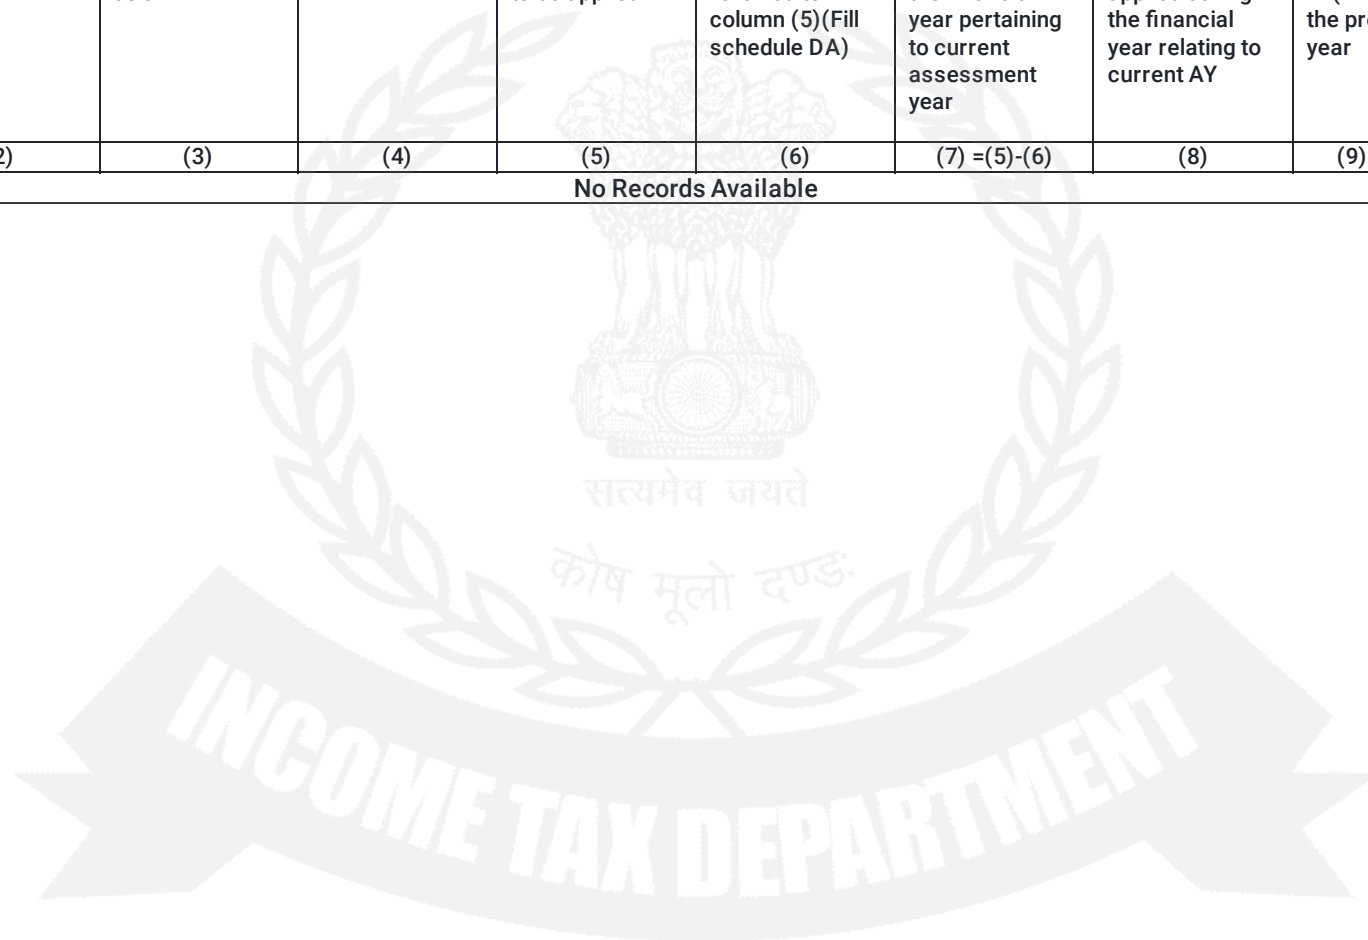 column (5)(Fill
schedule DA)
year pertaining
to current
assessment
year
the financial
year relating to
current AY
the
year
(3)
(4)
(5)
(6)
(7) =(5)-(6)
(8)
(9)
No Records Available
सत्यमेव जयते
कोष मूलो दण्डः
INCOME TAX DEPARTMENT